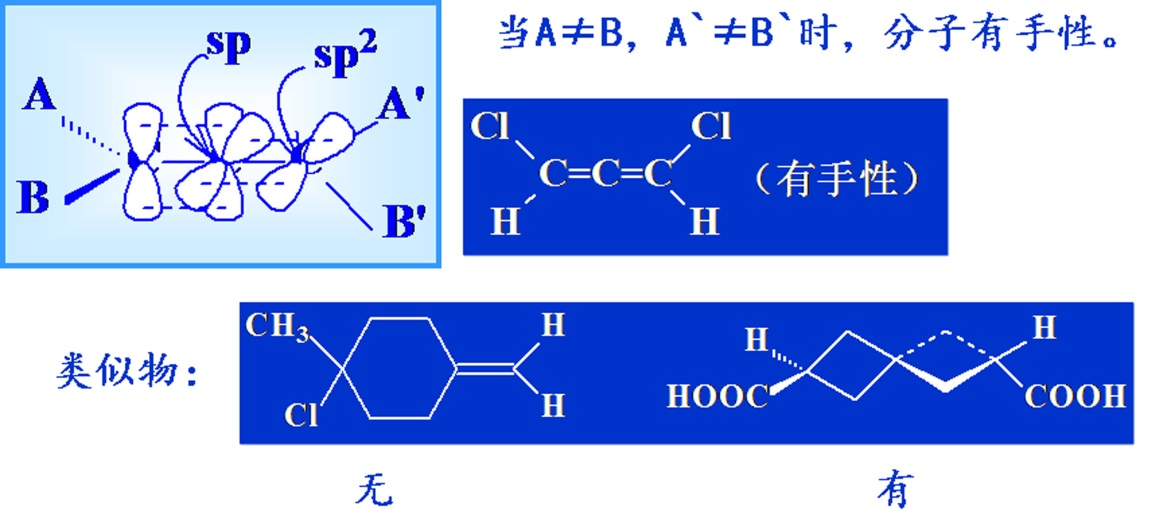 当A≠B，A`≠B`时，分子有手性。
sp
sp²
A
A'
B
B'
Cl Cl
C=C=C
（有手性）
H H
类似物：
CH₃
Cl
H
H
H
HOOC
H
COOH
无
有